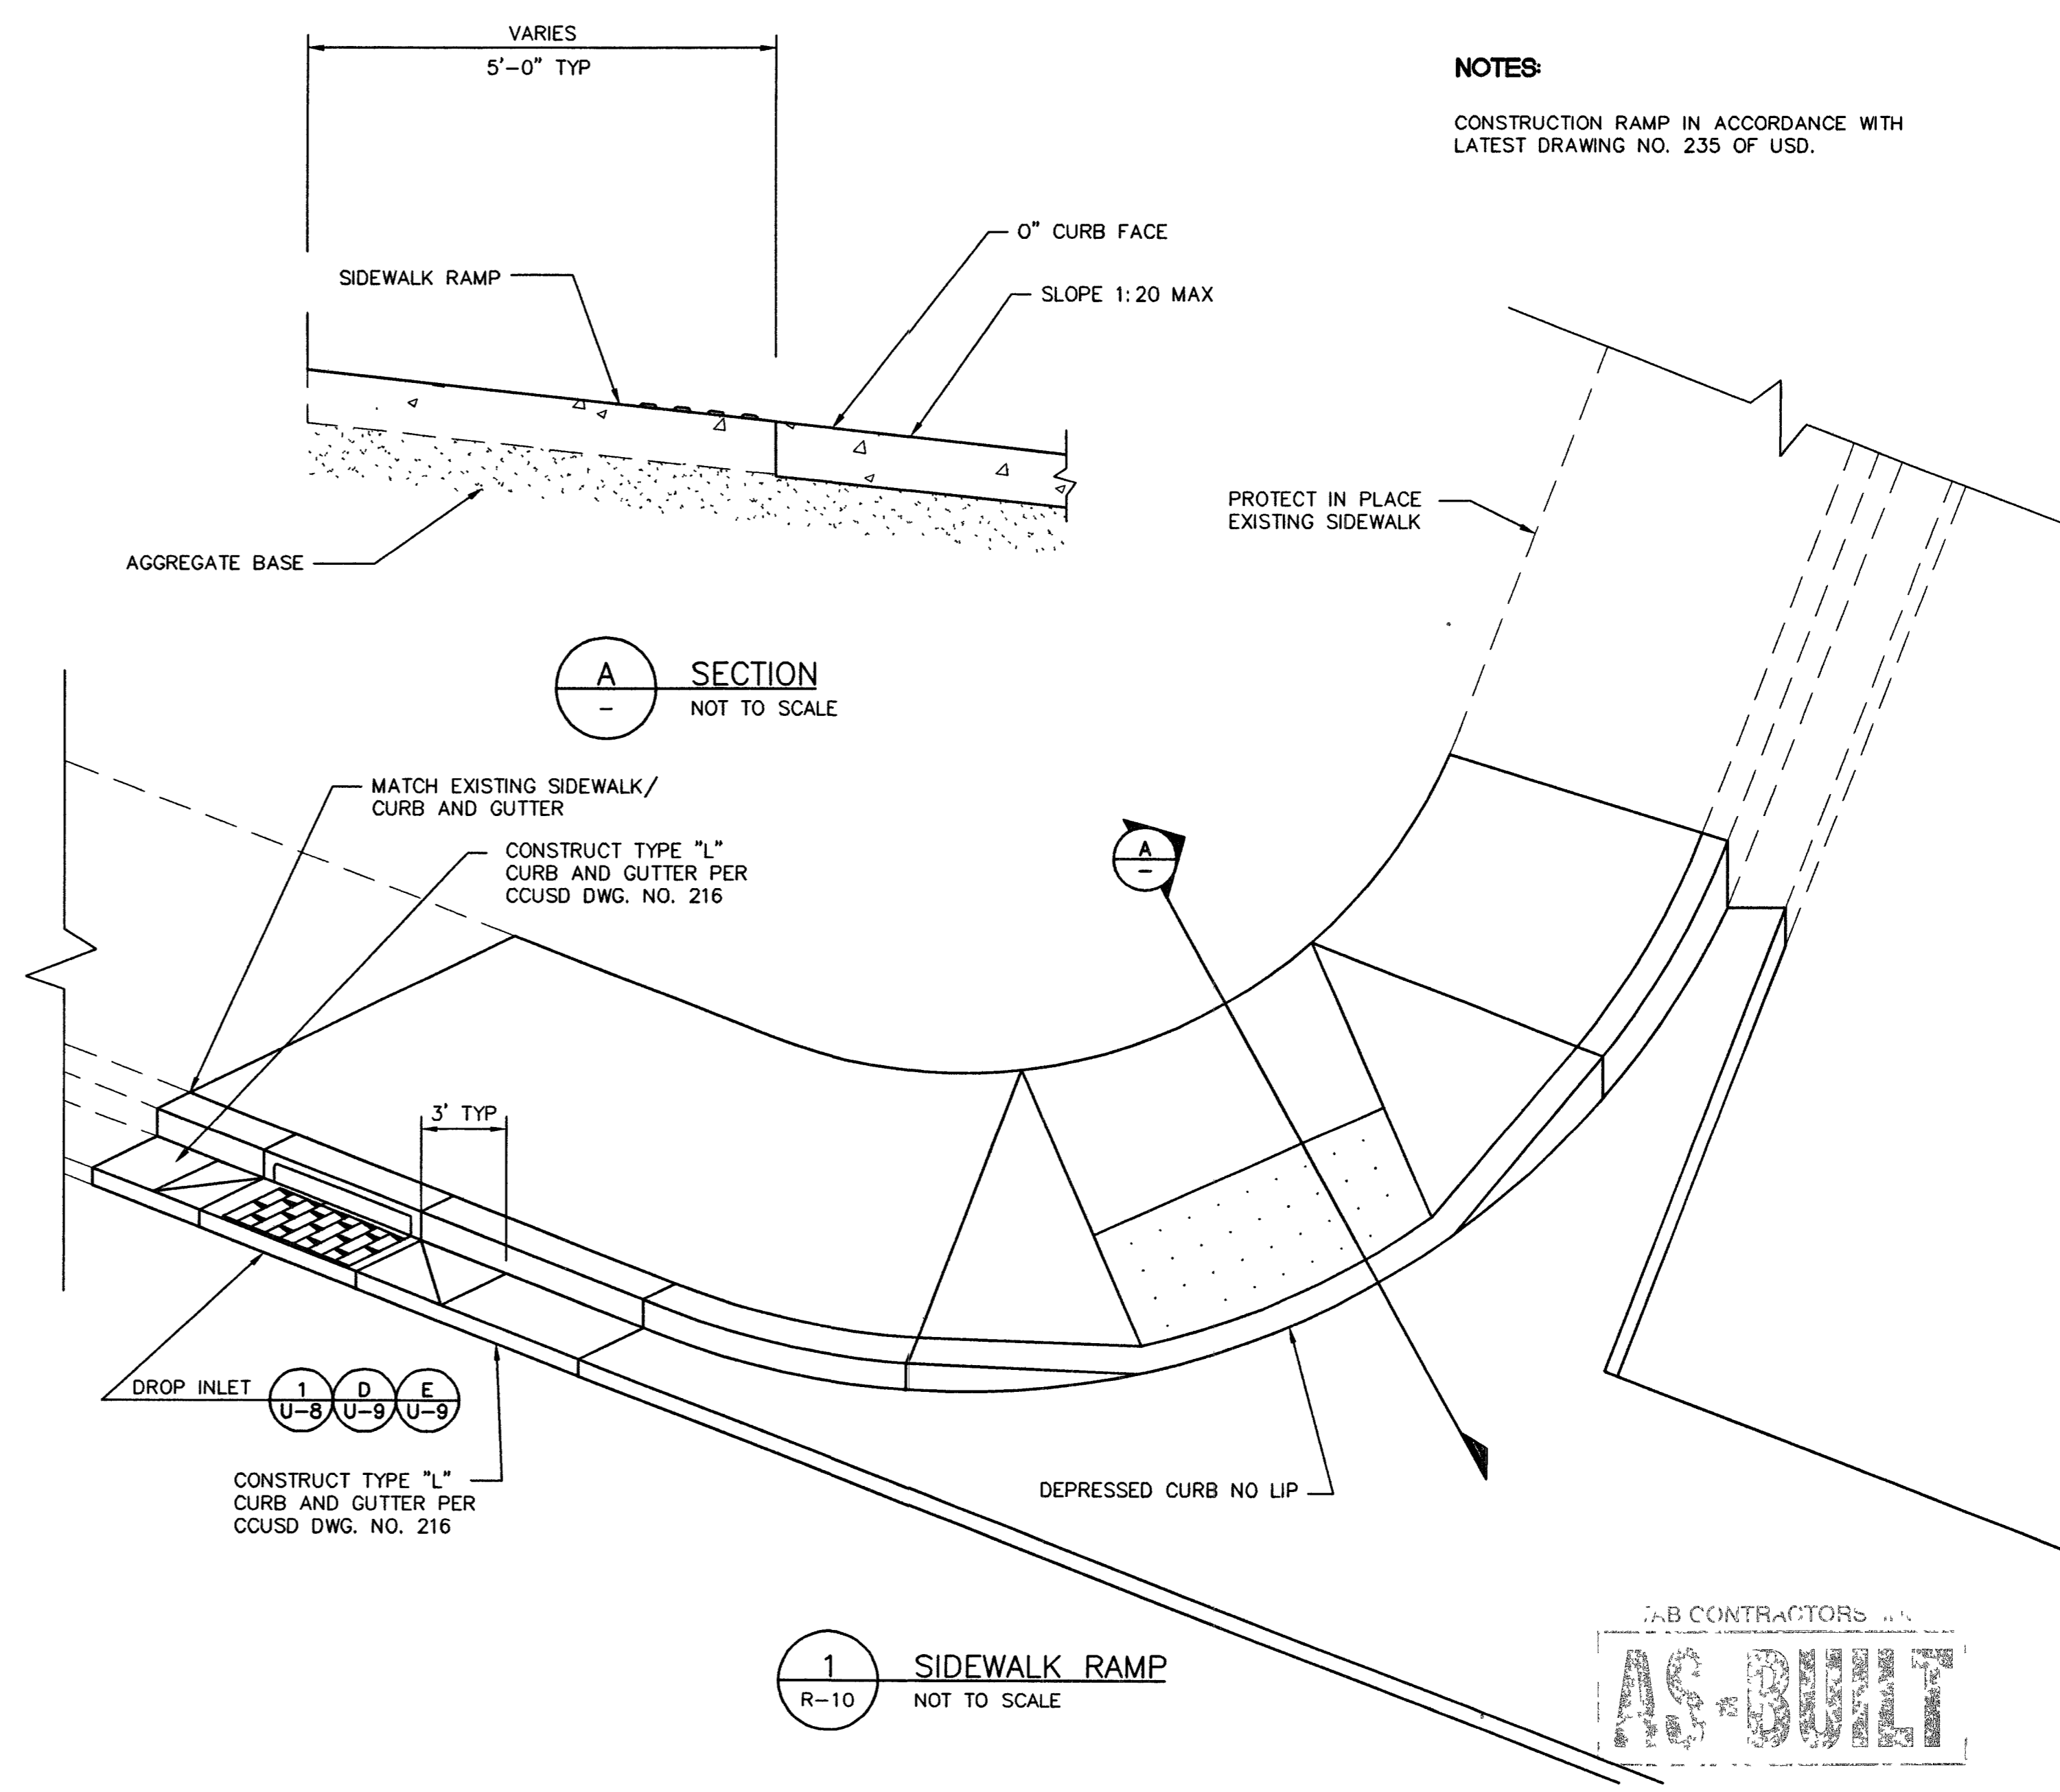 VARIES
5'-0" TYP
NOTES:
CONSTRUCTION RAMP IN ACCORDANCE WITH
LATEST DRAWING NO. 235 OF USD.
0" CURB FACE
SIDEWALK RAMP
SLOPE 1:20 MAX
PROTECT IN PLACE
EXISTING SIDEWALK
AGGREGATE BASE
A
-
SECTION
NOT TO SCALE
MATCH EXISTING SIDEWALK/
CURB AND GUTTER
CONSTRUCT TYPE "L"
CURB AND GUTTER PER
CCUSD DWG. NO. 216
A
-
3' TYP
DROP INLET
1
U-8
D
U-9
E
U-9
CONSTRUCT TYPE "L"
CURB AND GUTTER PER
CCUSD DWG. NO. 216
DEPRESSED CURB NO LIP
1
R-10
SIDEWALK RAMP
NOT TO SCALE
CONTRACTORS
AS-BUILT